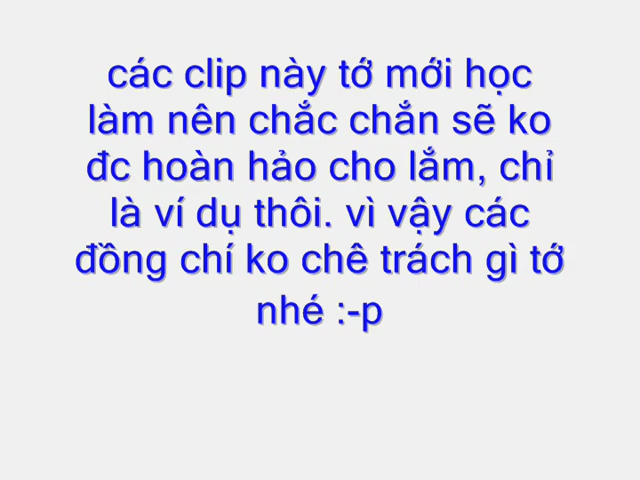 các clip này tớ mới học
làm nên chắc chắn sẽ ko
đc hoàn hảo cho lắm, chỉ
là ví dụ thôi. vì vậy các
đồng chí ko chê trách gì tớ
nhé :-p